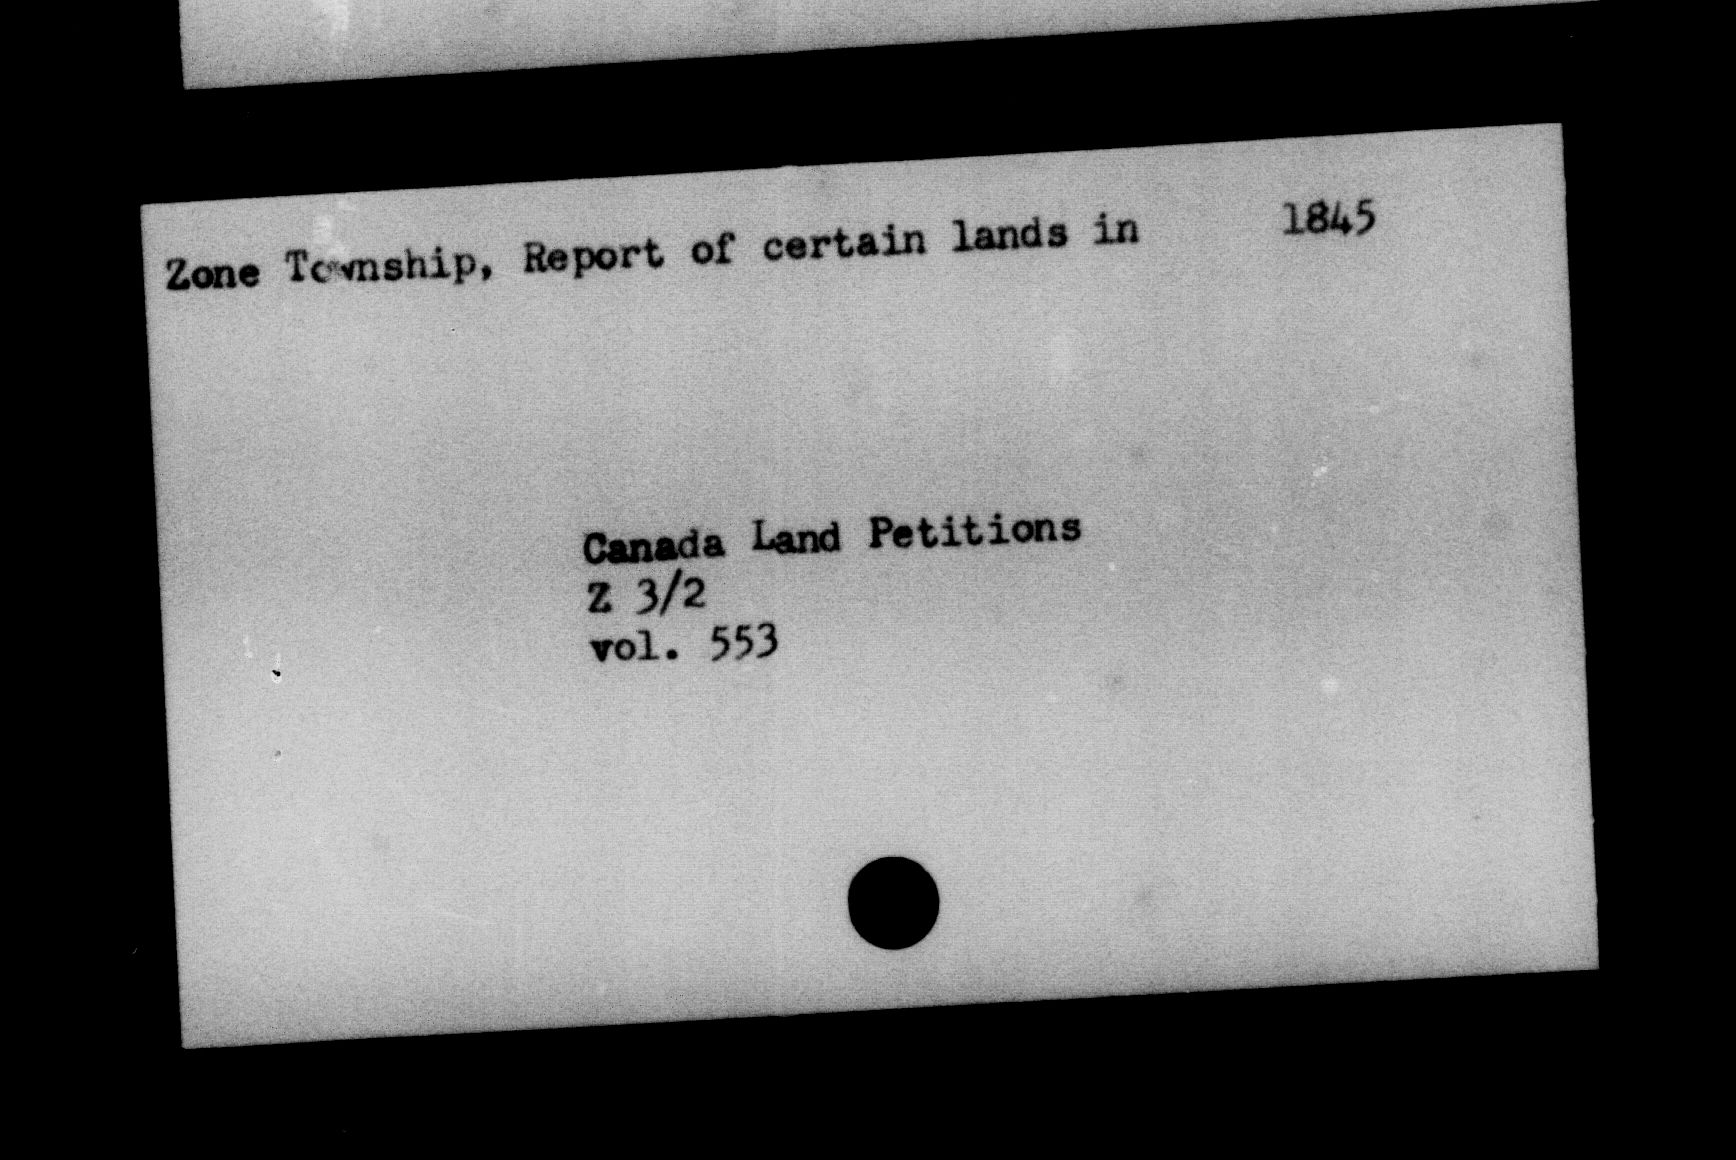 Zone Township, Report of certain lands in 1845
Canada Land Petitions
Z 3/2
vol. 553